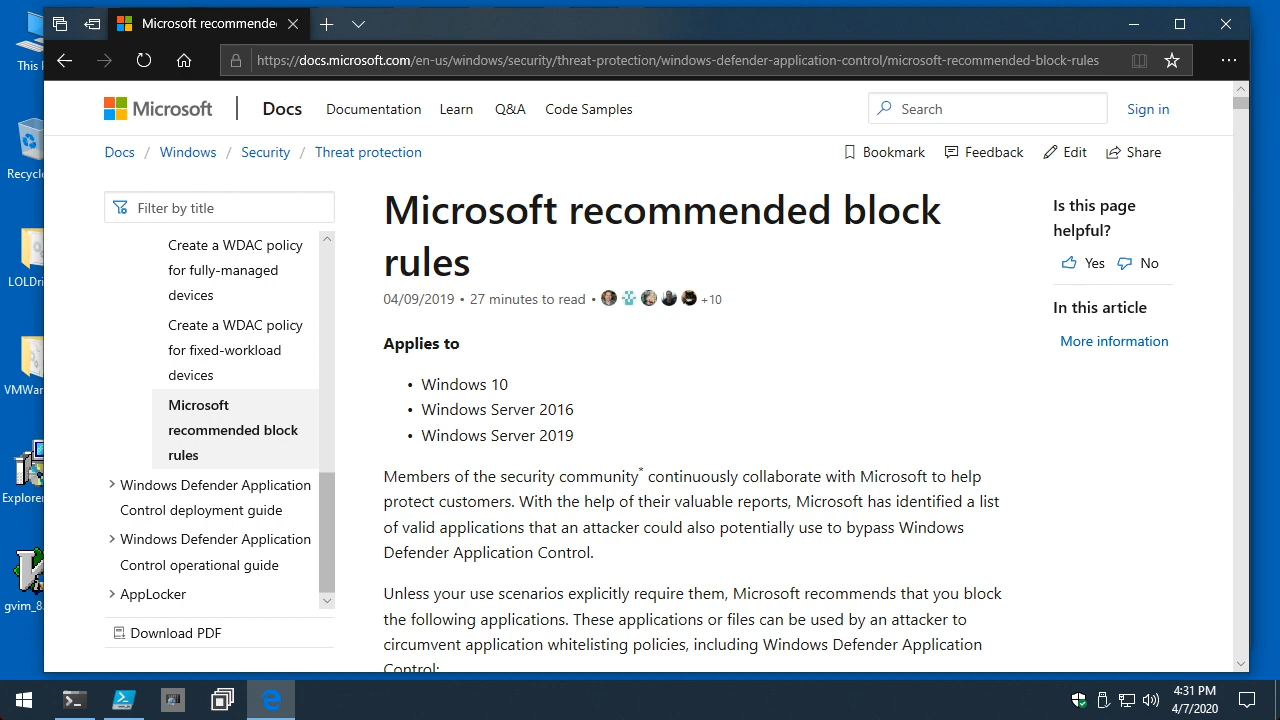 Microsoft recommende
https://docs.microsoft.com/en-us/windows/security/threat-protection/windows-defender-application-control/microsoft-recommended-block-rules
This
Recycl
LOLDri
VMWar
Explorer
gvim_8.
Microsoft
Docs
Documentation
Learn
Q&A
Code Samples
Search
Sign in
Docs / Windows / Security / Threat protection
Bookmark
Feedback
Edit
Share
Filter by title
Create a WDAC policy
for fully-managed
devices
Create a WDAC policy
for fixed-workload
devices
Microsoft
recommended block
rules
Windows Defender Application
Control deployment guide
Windows Defender Application
Control operational guide
AppLocker
Download PDF
Microsoft recommended block
rules
04/09/2019 • 27 minutes to read • +10
Applies to
• Windows 10
• Windows Server 2016
• Windows Server 2019
Members of the security community* continuously collaborate with Microsoft to help
protect customers. With the help of their valuable reports, Microsoft has identified a list
of valid applications that an attacker could also potentially use to bypass Windows
Defender Application Control.
Unless your use scenarios explicitly require them, Microsoft recommends that you block
the following applications. These applications or files can be used by an attacker to
circumvent application whitelisting policies, including Windows Defender Application
Control:
Is this page
helpful?
Yes
No
In this article
More information
4:31 PM
4/7/2020